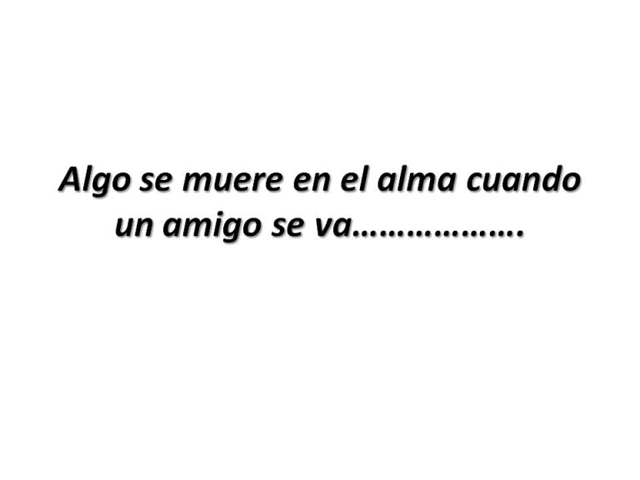 Algo se muere en el alma cuando
un amigo se va……………….